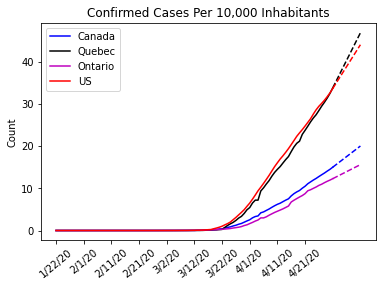 Confirmed Cases Per 10,000 Inhabitants
Canada
Quebec
Ontario
US
Count
40
30
20
10
0
1/22/20
2/1/20
2/11/20
2/21/20
3/2/20
3/12/20
3/22/20
4/1/20
4/11/20
4/21/20